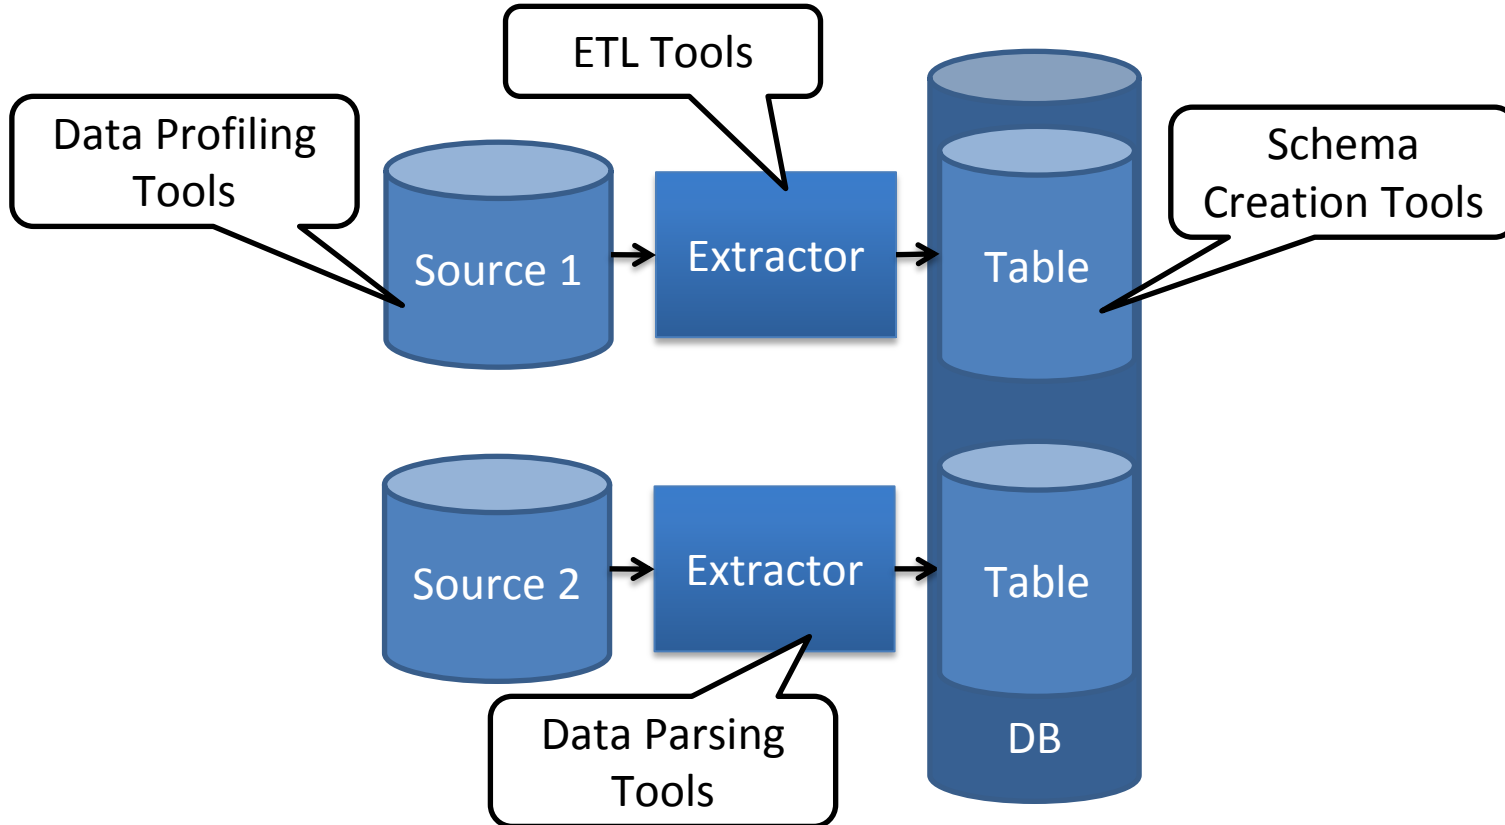 ETL Tools
Data Profiling
Tools
Schema
Creation Tools
Source 1
Extractor
Table
Source 2
Extractor
Table
Data Parsing
Tools
DB